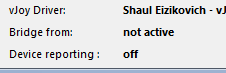 vJoy Driver: Shaul Eizikovich - vJ
Bridge from: not active
Device reporting : off